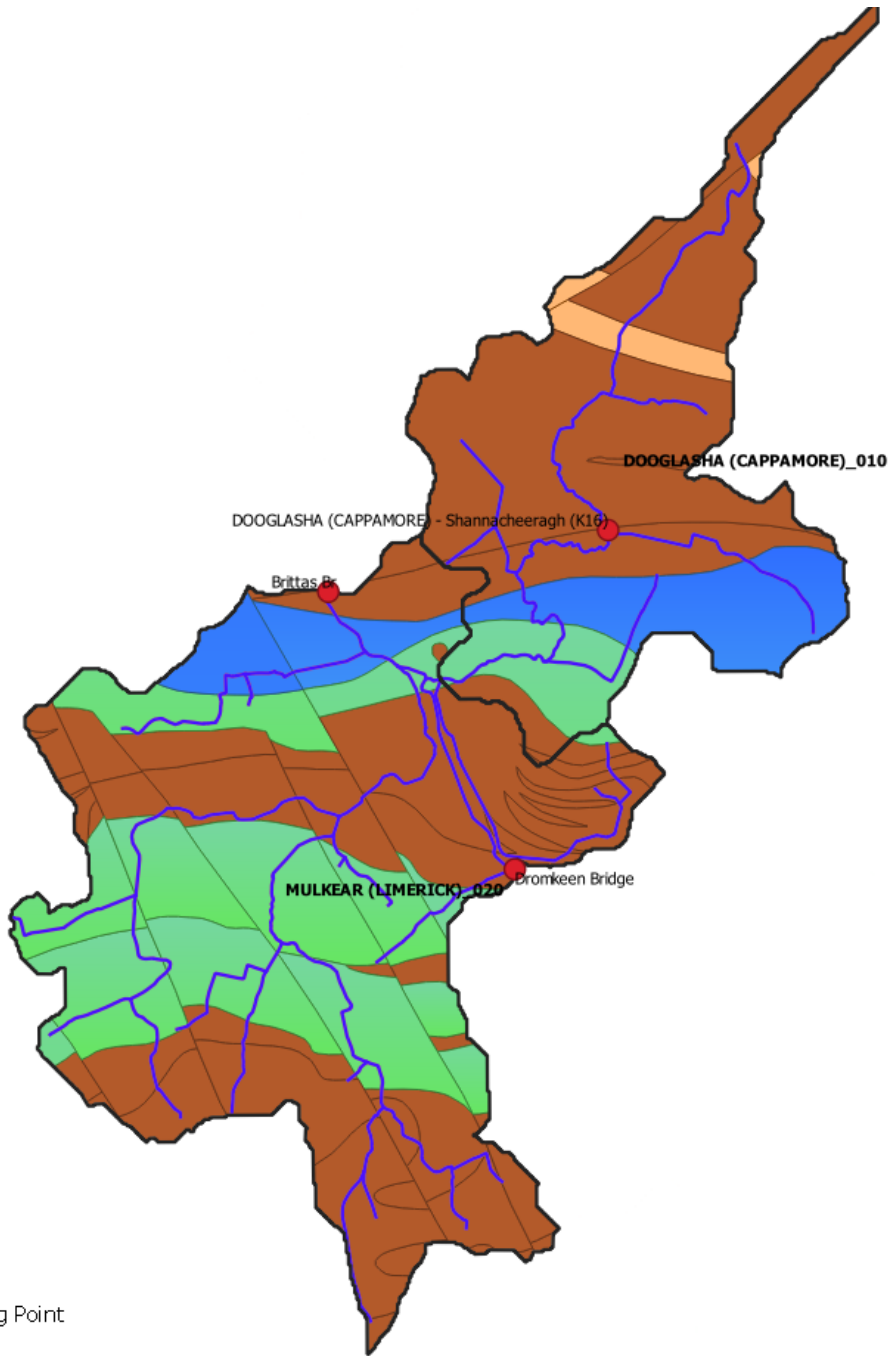 DOOGLASHA (CAPPAMORE)_010
DOOGLASHA (CAPPAMORE) - Shannacheeragh (K16)
Brittas Br
MULKEAR (LIMERICK)_020
Dromkeen Bridge
g Point